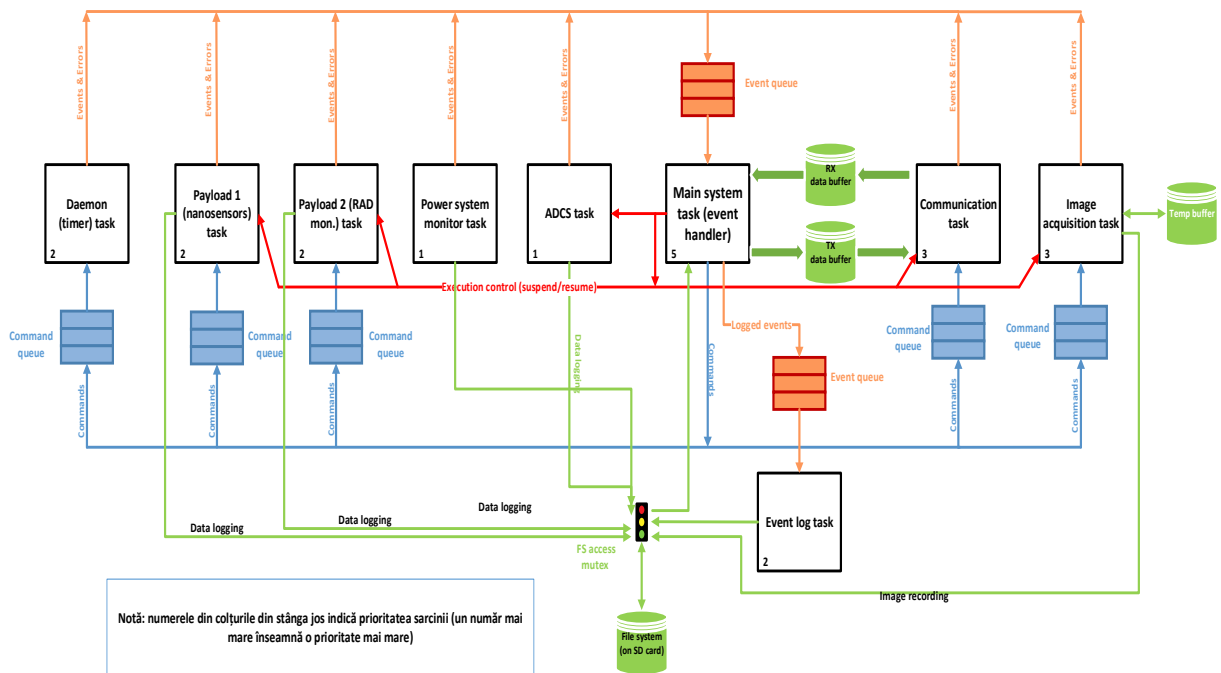 Events & Errors
Events & Errors
Events & Errors
Events & Errors
Events & Errors
Event queue
Events & Errors
Events & Errors
Daemon
(timer) task
2
Payload 1
(nanosensors)
task
2
Payload 2 (RAD
mon.) task
2
Power system
monitor task
1
ADCS task
1
Main system
task (event
handler)
5
RX
data buffer
TX
data buffer
Communication
task
3
Image
acquisition task
3
Temp buffer
Execution control (suspend/resume)
Command
queue
Command
queue
Command
queue
Logged events
Command
queue
Command
queue
Data logging
Commands
Event queue
Commands
Commands
Commands
Commands
Commands
Event log task
2
Data logging
Data logging
Data logging
FS access
mutex
Image recording
File system
(on SD card)
Notă: numerele din colțurile din stânga jos indică prioritatea sarcinii (un număr mai
mare înseamnă o prioritate mai mare)